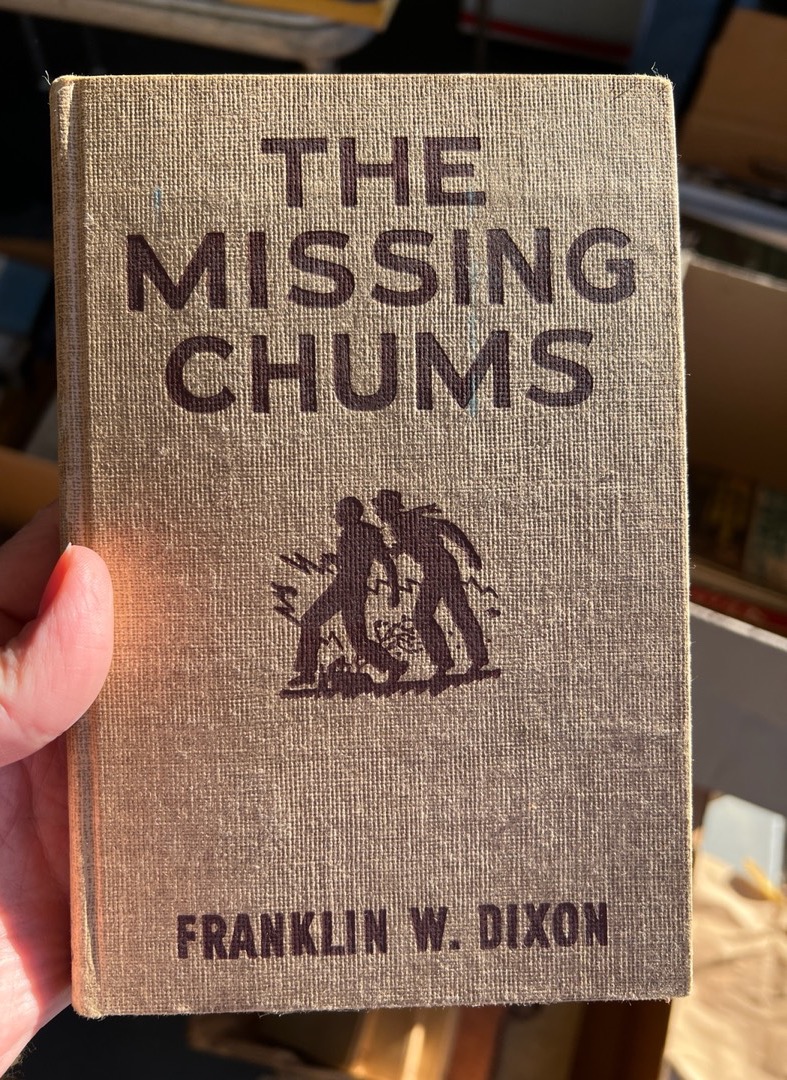 THE
MISSING
CHUMS
FRANKLIN W. DIXON